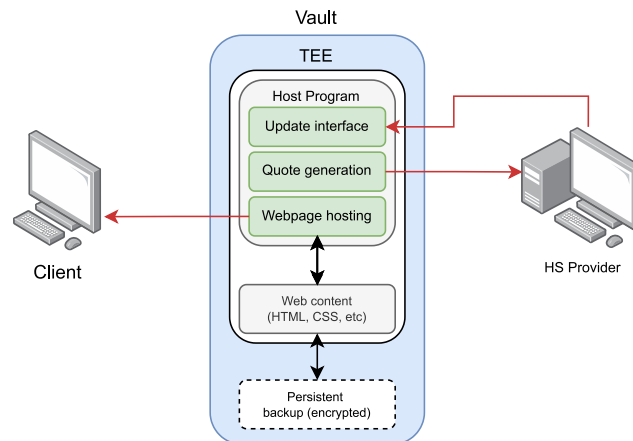 Vault
TEE
Host Program
Update interface
Quote generation
Webpage hosting
Client
HS Provider
Web content
(HTML, CSS, etc)
Persistent
backup (encrypted)